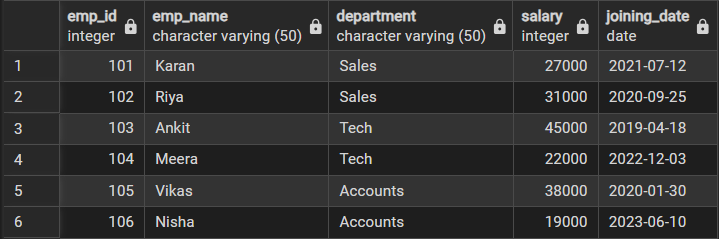 emp_id emp_name department salary joining_date
integer character varying (50) character varying (50) integer date
1 101 Karan Sales 27000 2021-07-12
2 102 Riya Sales 31000 2020-09-25
3 103 Ankit Tech 45000 2019-04-18
4 104 Meera Tech 22000 2022-12-03
5 105 Vikas Accounts 38000 2020-01-30
6 106 Nisha Accounts 19000 2023-06-10